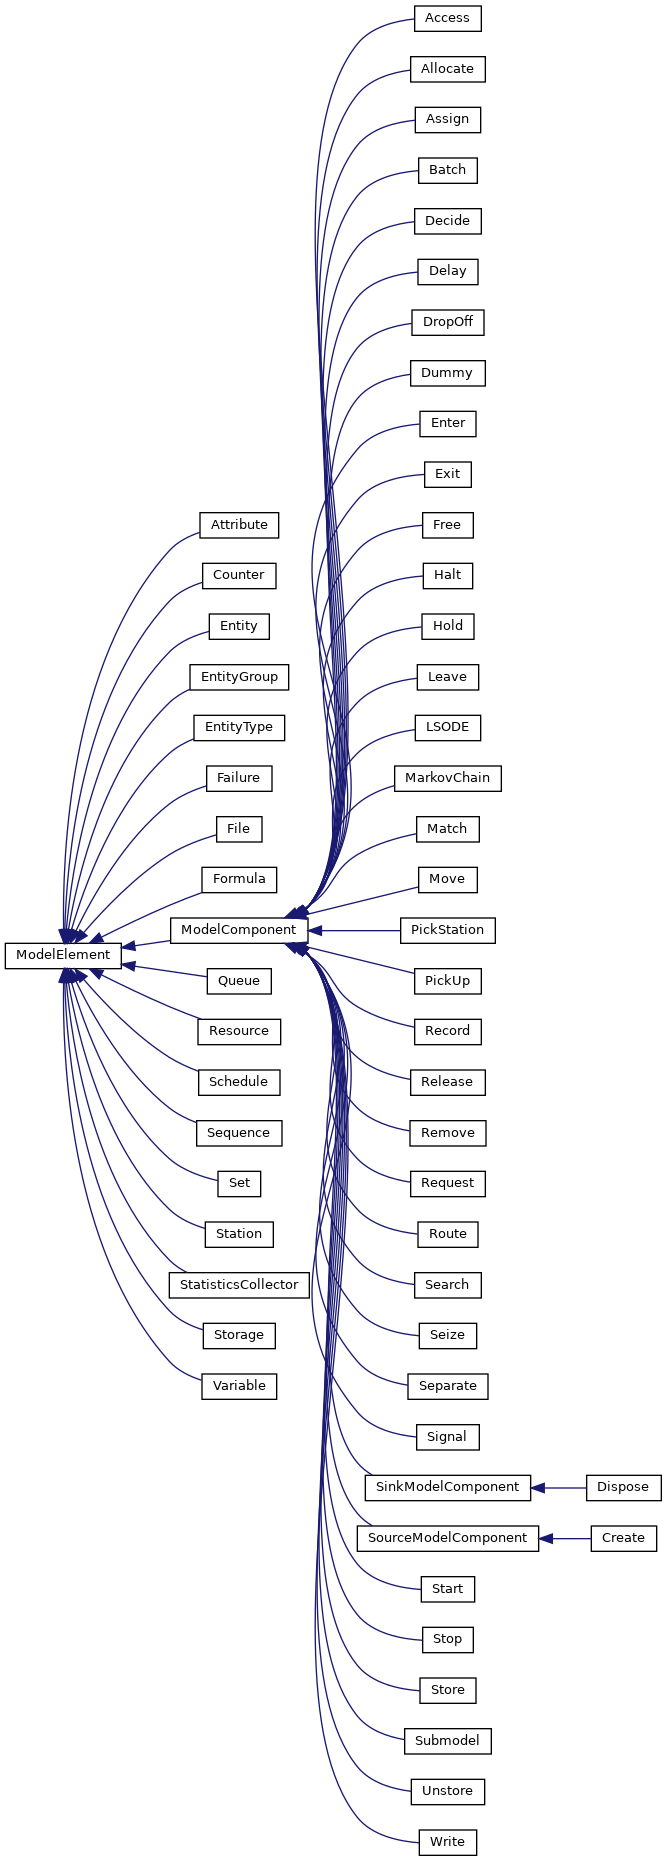 Access
Allocate
Assign
Batch
Decide
Delay
DropOff
Dummy
Enter
Exit
Attribute
Free
Counter
Halt
Entity
Hold
EntityGroup
Leave
EntityType
LSODE
Failure
MarkovChain
File
Match
Formula
Move
ModelComponent
PickStation
ModelElement
Queue
PickUp
Resource
Record
Schedule
Release
Sequence
Remove
Set
Request
Station
Route
StatisticsCollector
Search
Storage
Seize
Variable
Separate
Signal
SinkModelComponent
Dispose
SourceModelComponent
Create
Start
Stop
Store
Submodel
Unstore
Write